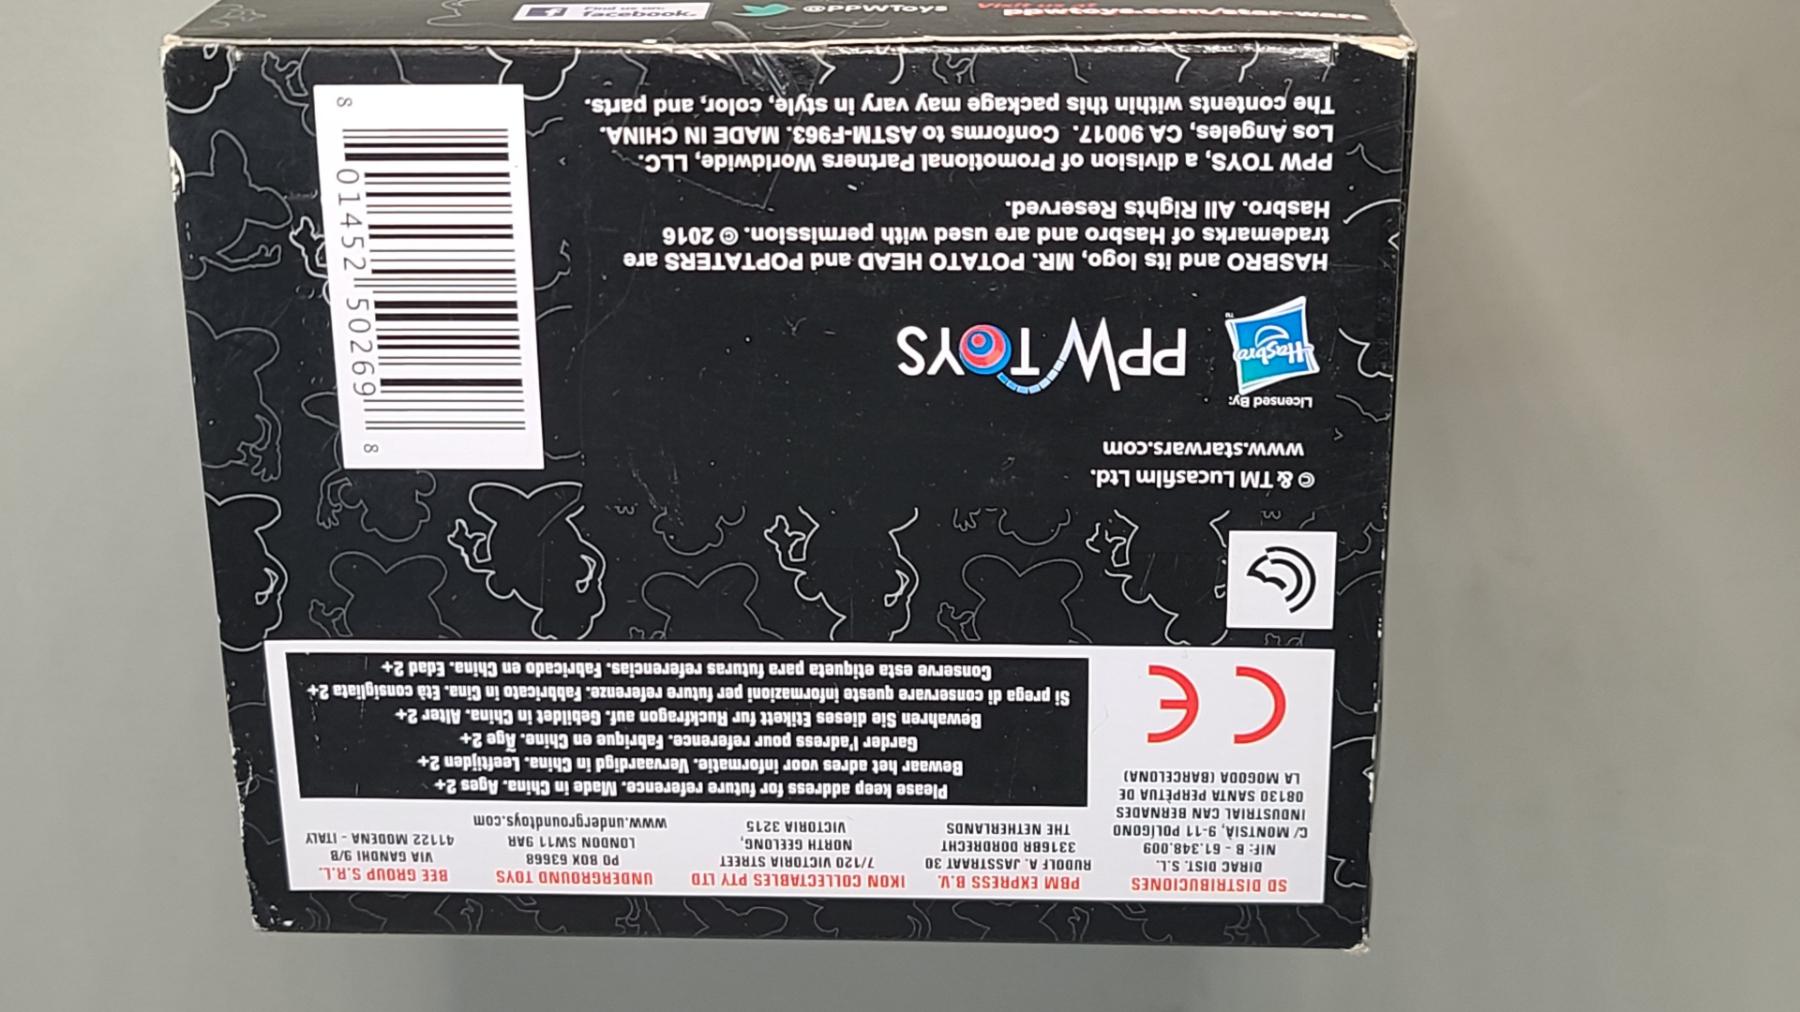 SD DISTRIBUCIONES
DIRAC DIST. S.L.
NIF: B - 61.348.009
C/ MONTSIÀ, 9-11 POLÍGONO
INDUSTRIAL CAN BERNADES
08130 SANTA PERPÈTUA DE
LA MOGODA (BARCELONA)
PBM EXPRESS B.V.
RUDOLF A. JASSTRAAT 30
3316BR DORDRECHT
THE NETHERLANDS
IKON COLLECTABLES PTY LTD
7/120 VICTORIA STREET
NORTH GEELONG,
VICTORIA 3215
UNDERGROUND TOYS
PO BOX 63668
LONDON SW11 9AR
www.undergroundtoys.com
BEE GROUP S.R.L.
VIA GANDHI 9/B
41122 MODENA - ITALY
CE
Please keep address for future reference. Made in China. Ages 2+
Bewaar het adres voor informatie. Vervaardigd in China. Leeftijden 2+
Garder l'adress pour reference. Fabrique en Chine. Ãge 2+
Bewahren Sie dieses Etikett fur Ruckfragon auf. Gebildet in China. Alter 2+
Si prega di conservare queste informazioni per future referenze. Fabbricato in Cina. Età consigliata 2+
Conserve esta etiqueta para futuras referencias. Fabricado en China. Edad 2+
© & TM Lucasfilm Ltd.
www.starwars.com
Licensed By:
Hasbro
TM
PPW TOYS
HASBRO and its logo, MR. POTATO HEAD and POPTATERS are
trademarks of Hasbro and are used with permission. © 2016
Hasbro. All Rights Reserved.
PPW TOYS, a division of Promotional Partners Worldwide, LLC.
Los Angeles, CA 90017. Conforms to ASTM-F963. MADE IN CHINA.
The contents within this package may vary in style, color, and parts.
8 01452 50269 8
Find us on:
facebook.
@PPWToys
Visit us at
ppwtoys.com/star-wars